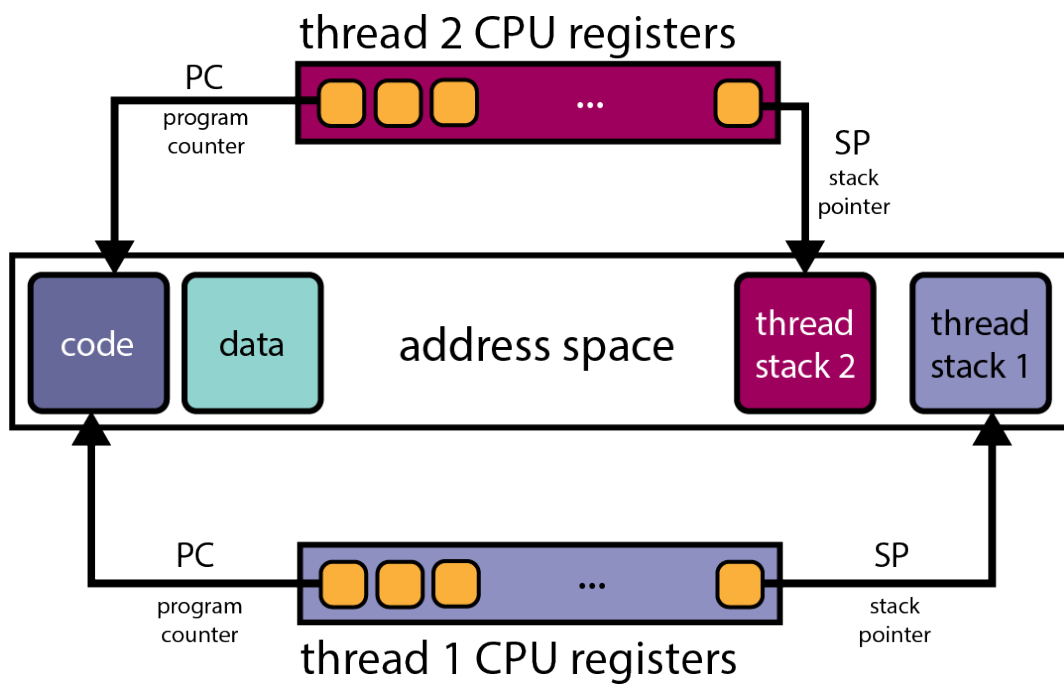 thread 2 CPU registers
PC
program
counter
...
SP
stack
pointer
code
data
address space
thread
stack 2
thread
stack 1
PC
program
counter
...
SP
stack
pointer
thread 1 CPU registers